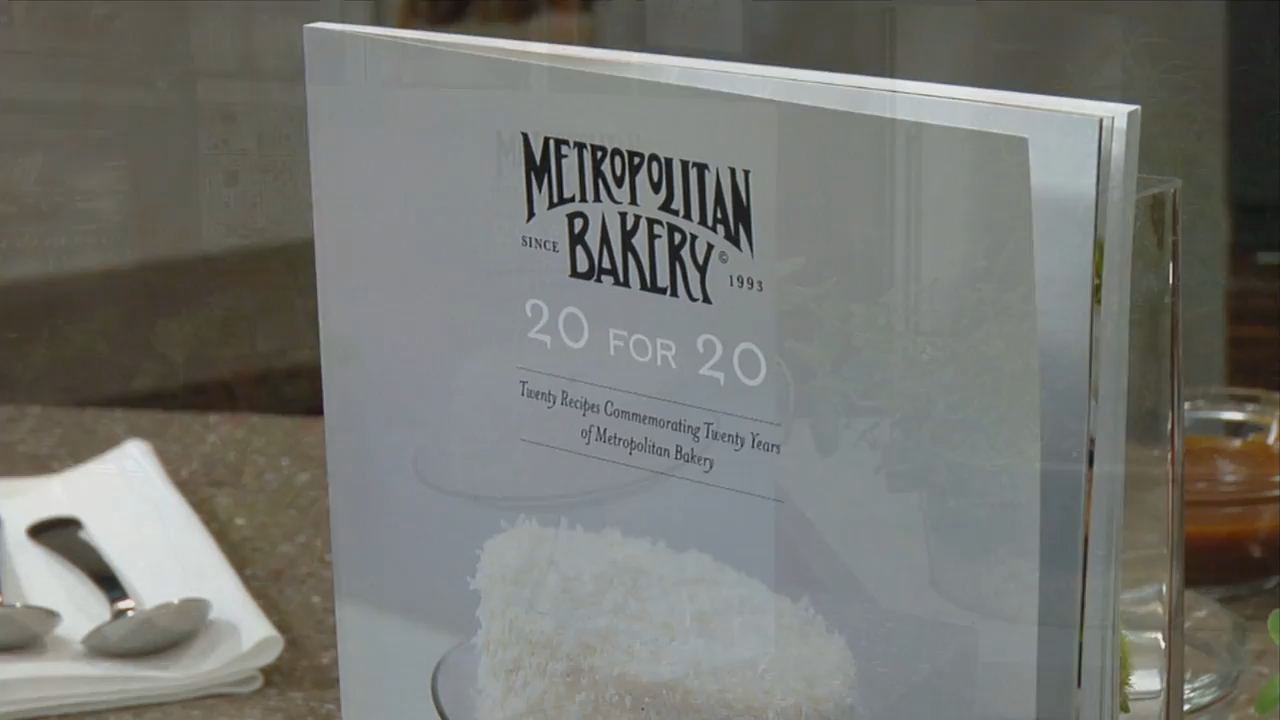 METROPOLITAN
SINCE BAKERY © 1993
20 FOR 20
Twenty Recipes Commemorating Twenty Years
of Metropolitan Bakery